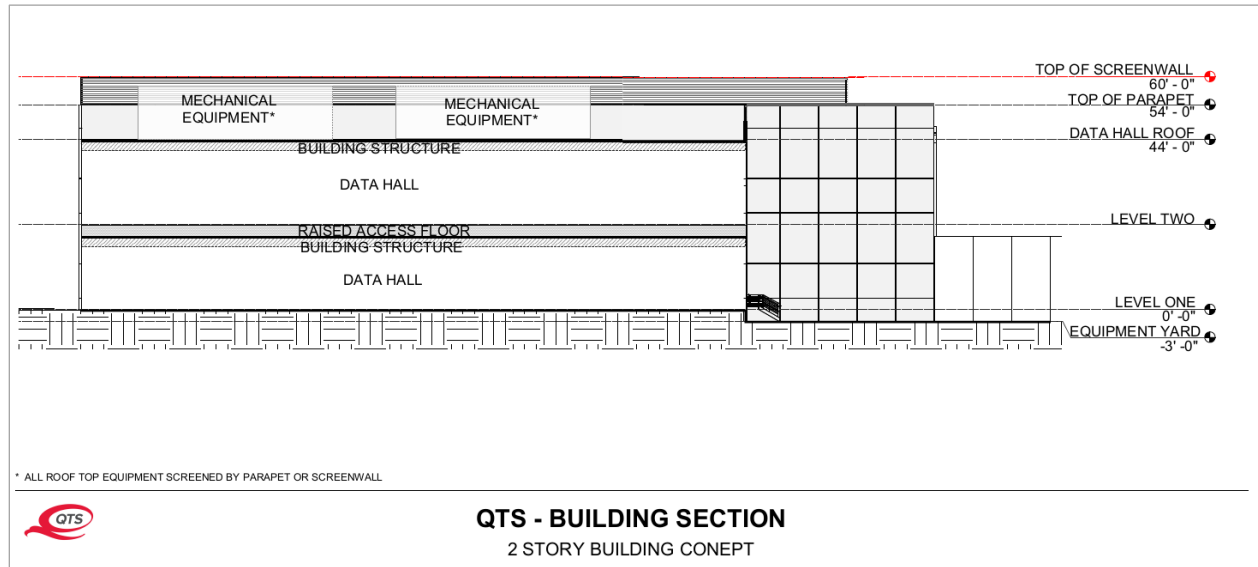 TOP OF SCREENWALL
60' - 0"
TOP OF PARAPET
54' - 0"
DATA HALL ROOF
44' - 0"
LEVEL TWO
LEVEL ONE
0' -0"
EQUIPMENT YARD
-3' -0"
MECHANICAL
EQUIPMENT*
MECHANICAL
EQUIPMENT*
BUILDING STRUCTURE
DATA HALL
RAISED ACCESS FLOOR
BUILDING STRUCTURE
DATA HALL
* ALL ROOF TOP EQUIPMENT SCREENED BY PARAPET OR SCREENWALL
QTS
QTS - BUILDING SECTION
2 STORY BUILDING CONEPT